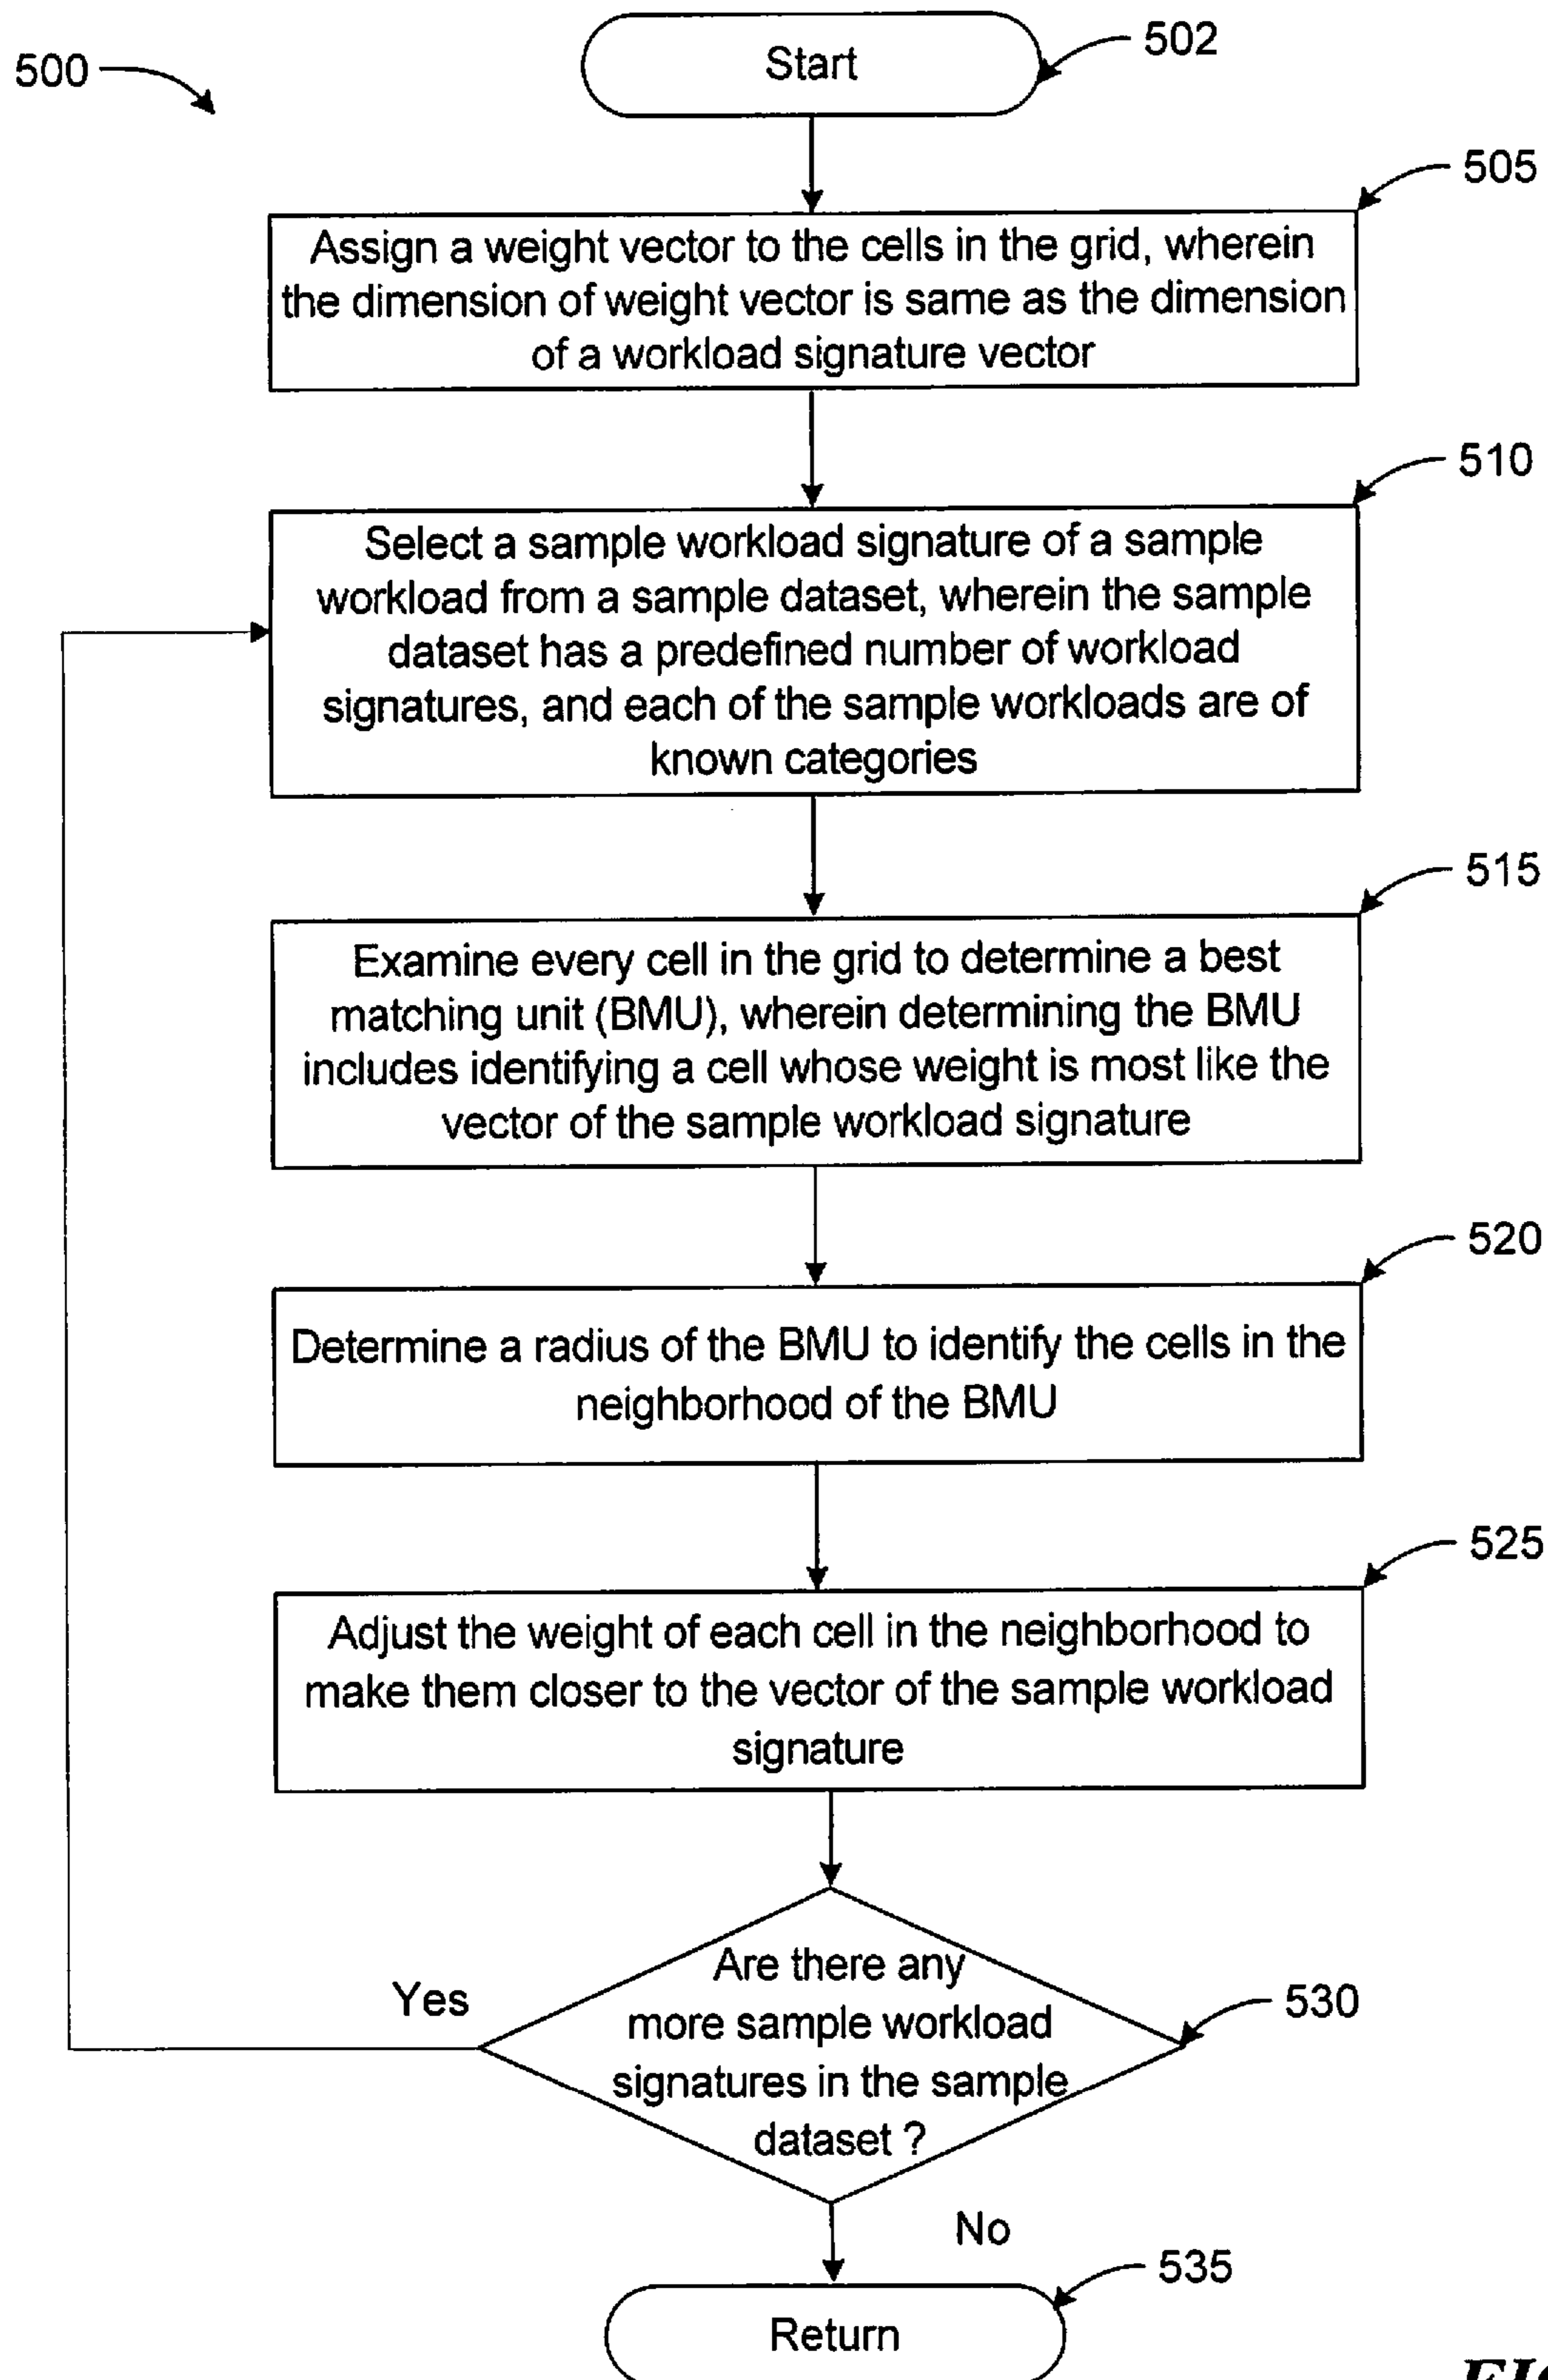 500
Start
502
505
Assign a weight vector to the cells in the grid, wherein
the dimension of weight vector is same as the dimension
of a workload signature vector
510
Select a sample workload signature of a sample
workload from a sample dataset, wherein the sample
dataset has a predefined number of workload
signatures, and each of the sample workloads are of
known categories
515
Examine every cell in the grid to determine a best
matching unit (BMU), wherein determining the BMU
includes identifying a cell whose weight is most like the
vector of the sample workload signature
520
Determine a radius of the BMU to identify the cells in the
neighborhood of the BMU
525
Adjust the weight of each cell in the neighborhood to
make them closer to the vector of the sample workload
signature
Yes
Are there any
more sample workload
signatures in the sample
dataset ?
530
No
535
Return